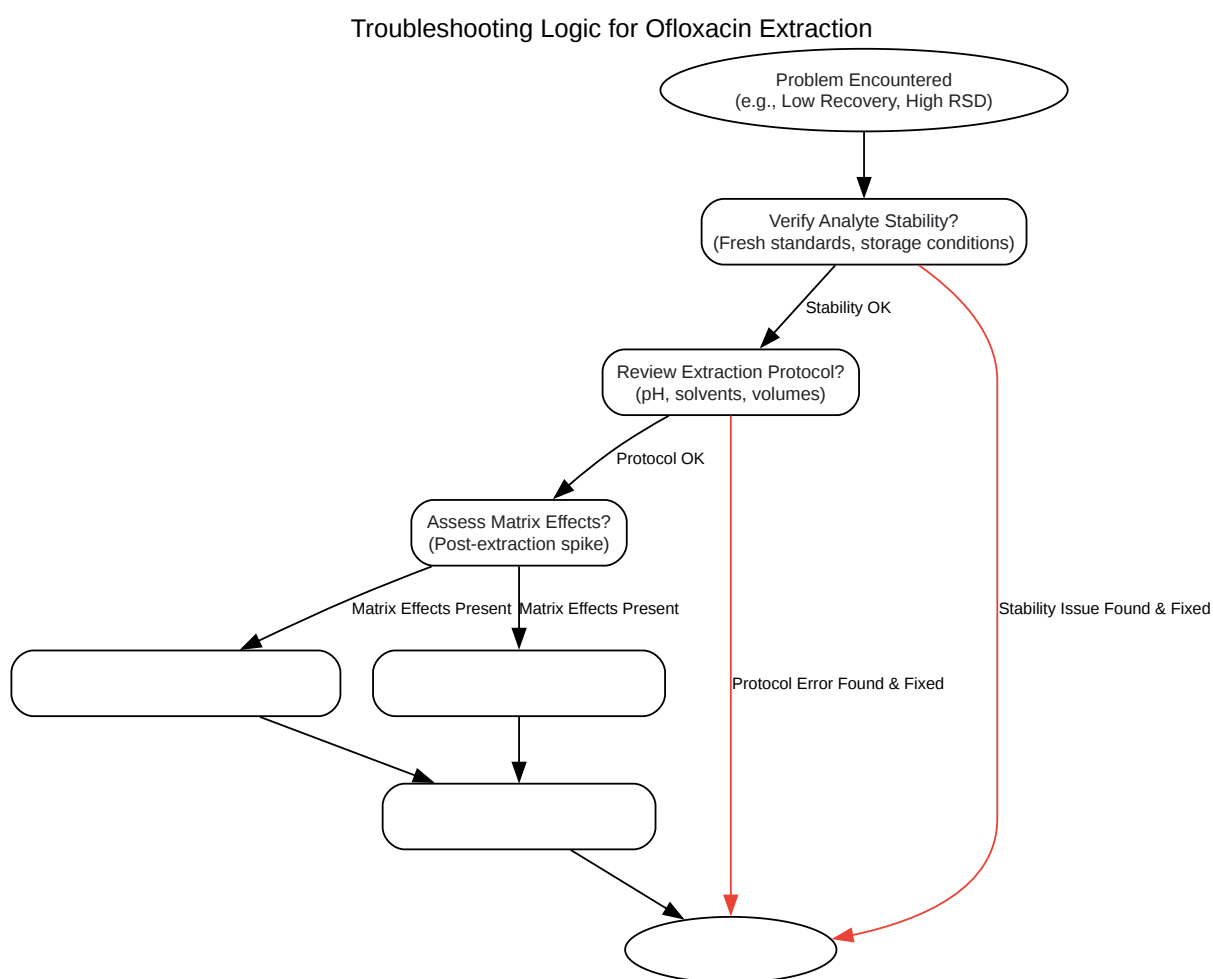 Troubleshooting Logic for Ofloxacin Extraction
Problem Encountered
(e.g., Low Recovery, High RSD)
Verify Analyte Stability?
(Fresh standards, storage conditions)
Stability OK
Review Extraction Protocol?
(pH, solvents, volumes)
Protocol OK
Assess Matrix Effects?
(Post-extraction spike)
Matrix Effects Present
Matrix Effects Present
Stability Issue Found & Fixed
Protocol Error Found & Fixed